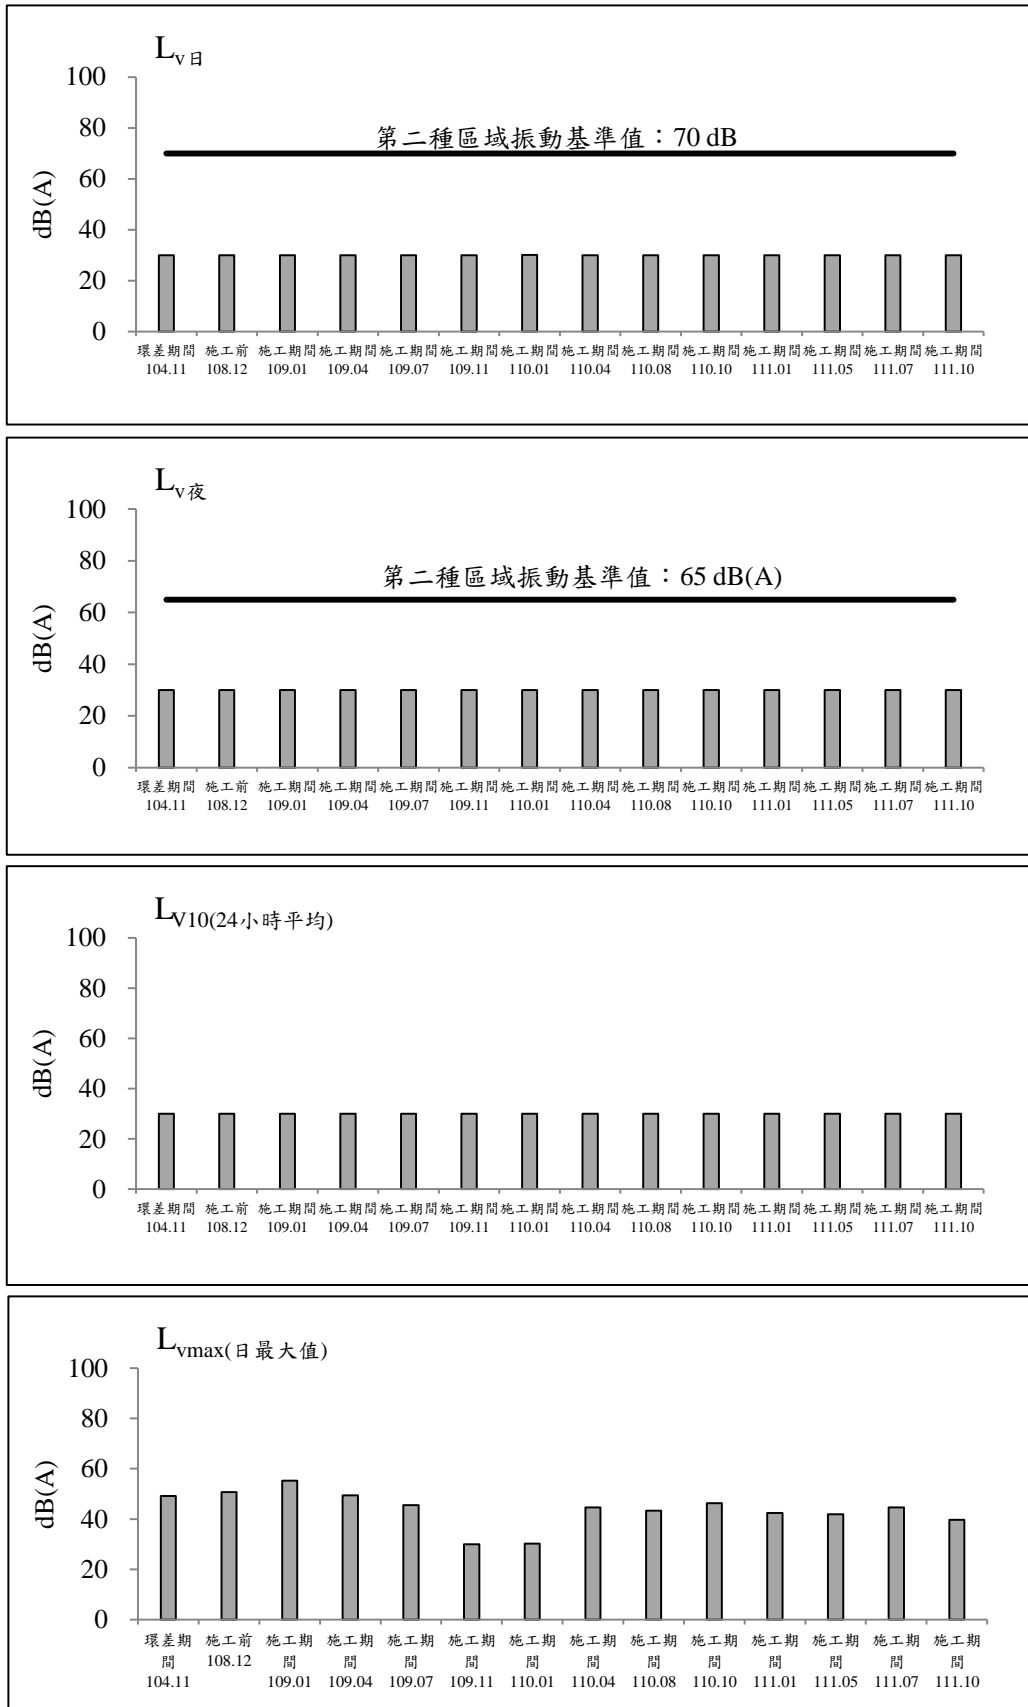 Lv日
100
80
60
40
20
0
dB(A)
第二種區域振動基準值：70 dB
環差期間 施工前 施工期間 施工期間 施工期間 施工期間 施工期間 施工期間 施工期間 施工期間 施工期間 施工期間 施工期間 施工期間
104.11 108.12 109.01 109.04 109.07 109.11 110.01 110.04 110.08 110.10 111.01 111.05 111.07 111.10
Lv夜
100
80
60
40
20
0
dB(A)
第二種區域振動基準值：65 dB(A)
環差期間 施工前 施工期間 施工期間 施工期間 施工期間 施工期間 施工期間 施工期間 施工期間 施工期間 施工期間 施工期間 施工期間
104.11 108.12 109.01 109.04 109.07 109.11 110.01 110.04 110.08 110.10 111.01 111.05 111.07 111.10
LV10(24小時平均)
100
80
60
40
20
0
dB(A)
環差期間 施工前 施工期間 施工期間 施工期間 施工期間 施工期間 施工期間 施工期間 施工期間 施工期間 施工期間 施工期間 施工期間
104.11 108.12 109.01 109.04 109.07 109.11 110.01 110.04 110.08 110.10 111.01 111.05 111.07 111.10
Lvmax(日最大值)
100
80
60
40
20
0
dB(A)
環差期 施工前 施工期 施工期 施工期 施工期 施工期 施工期 施工期 施工期 施工期 施工期 施工期 施工期
間 108.12 間 間 間 間 間 間 間 間 間 間 間 間
104.11 109.01 109.04 109.07 109.11 110.01 110.04 110.08 110.10 111.01 111.05 111.07 111.10